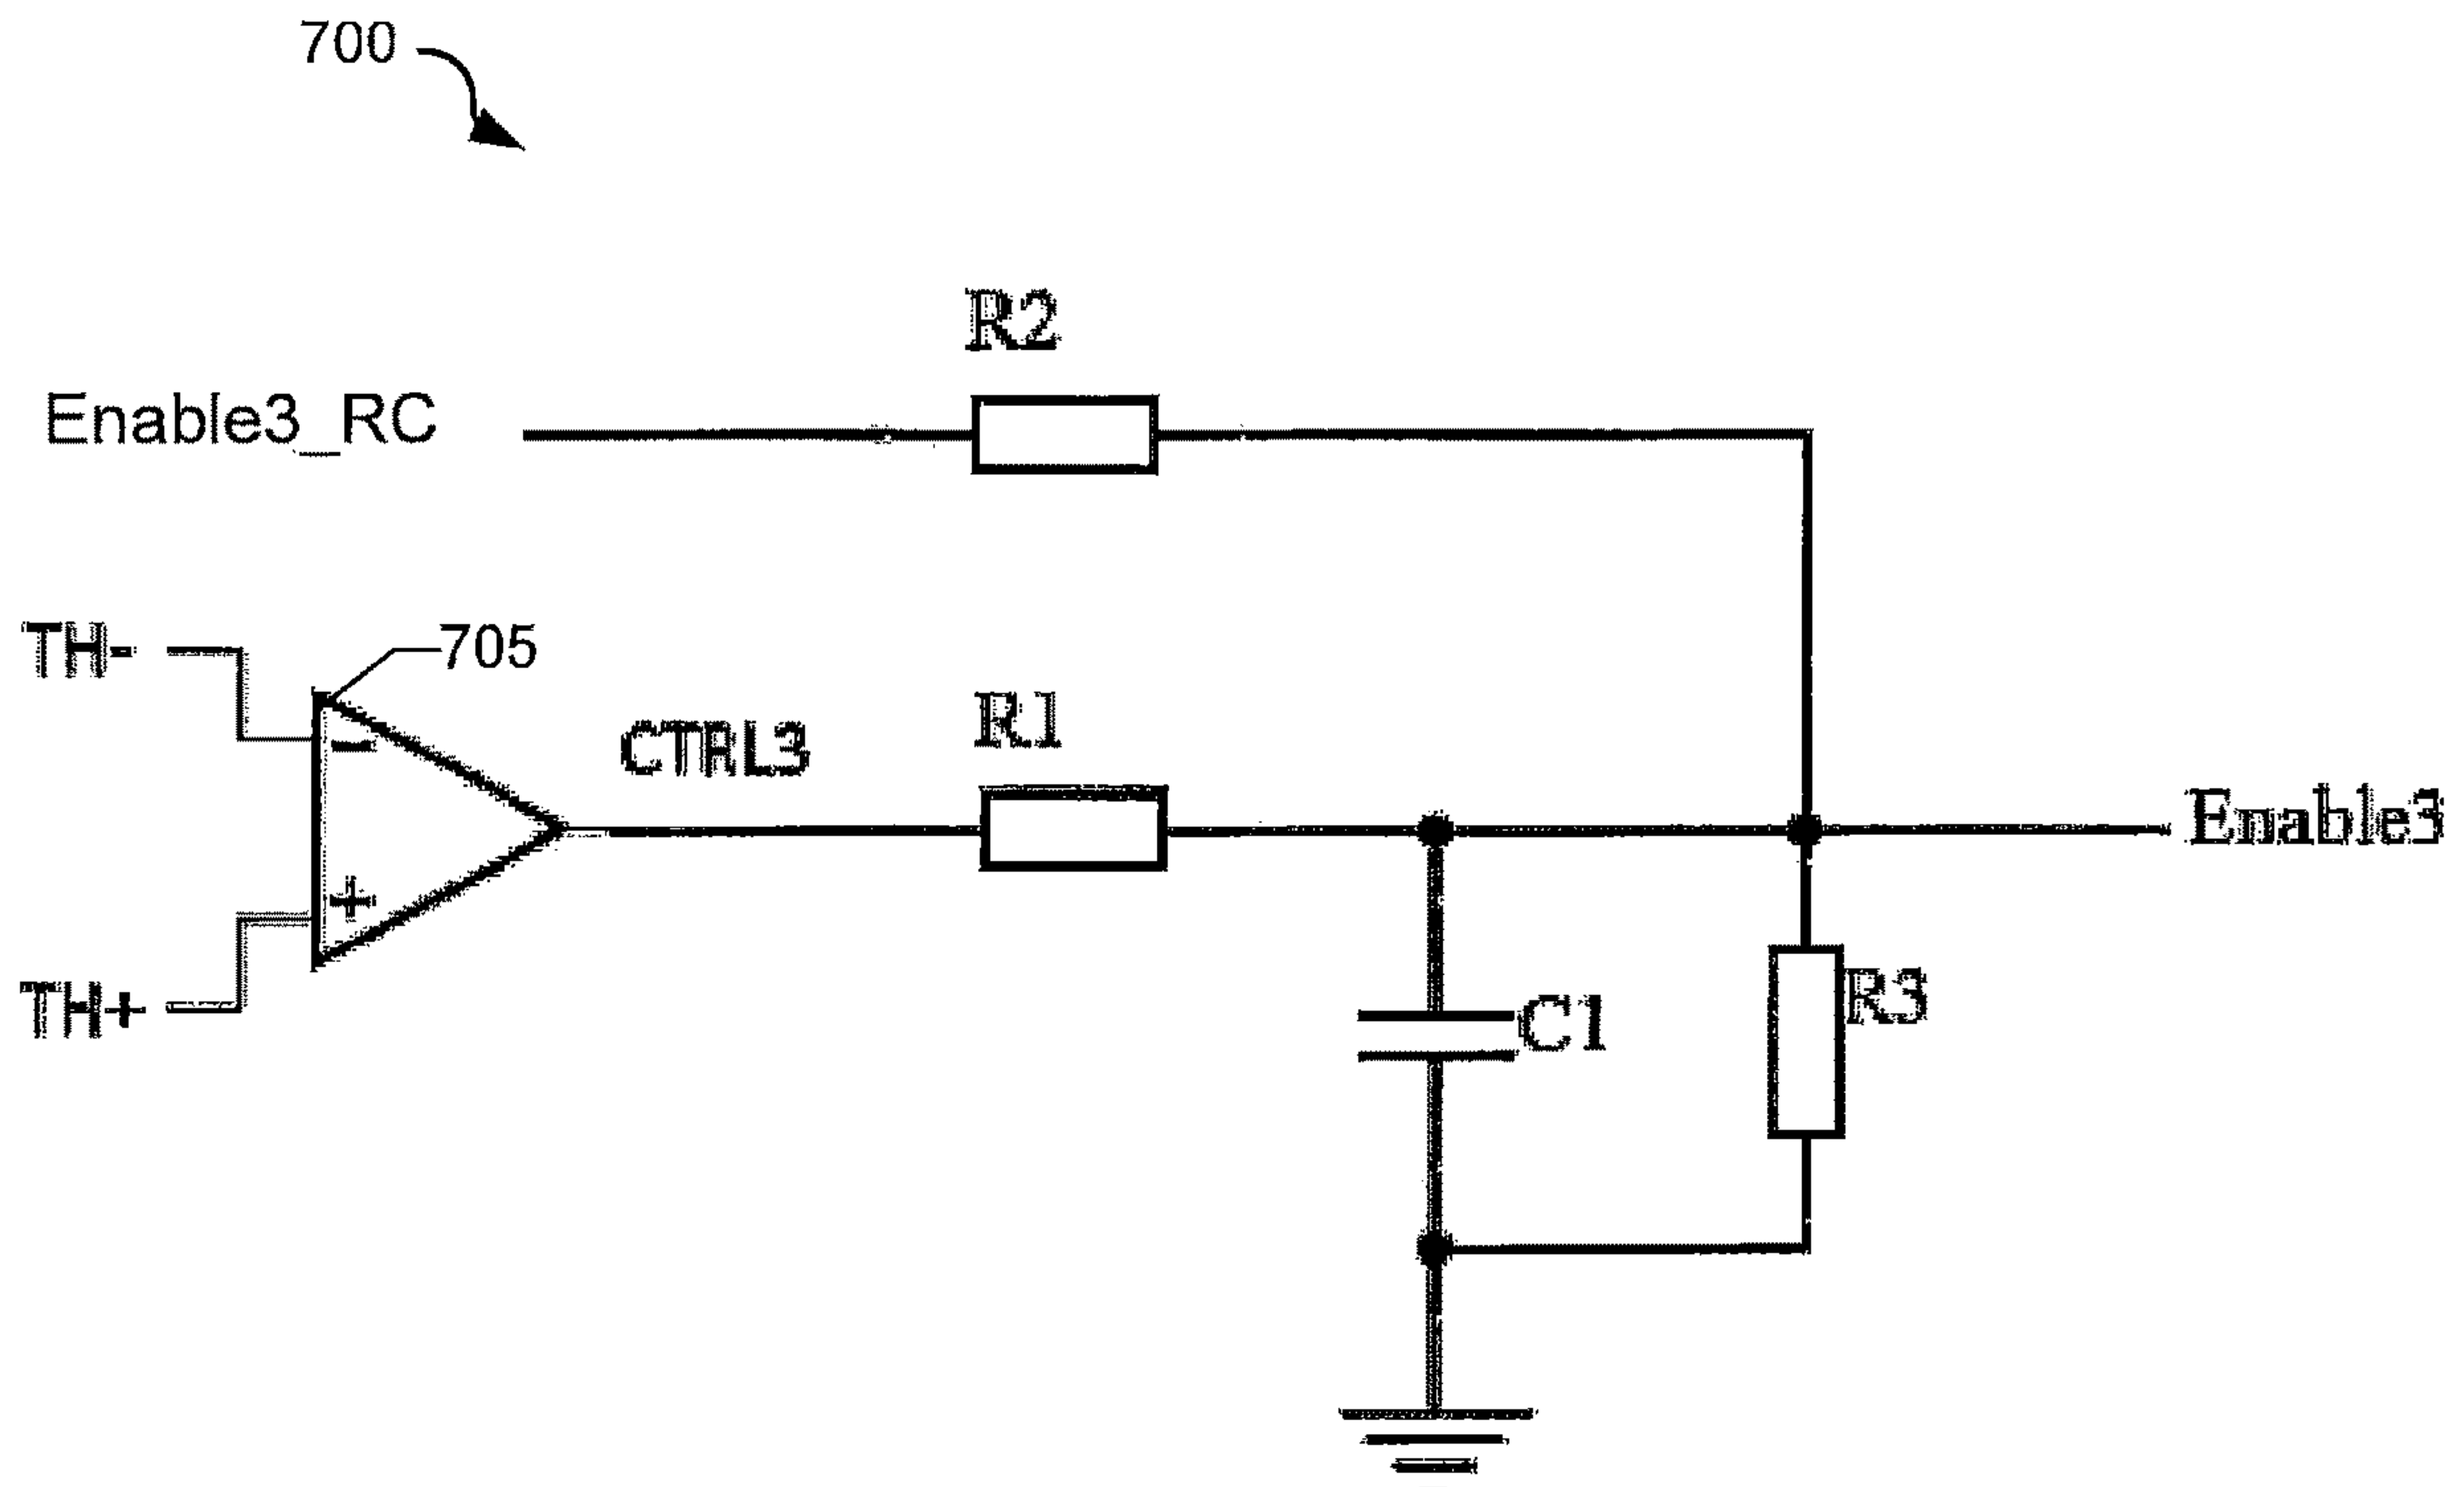 700
R2
Enable3_RC
TH-
705
CTRL3
R1
Enable3
-
+
TH+
C1
R3